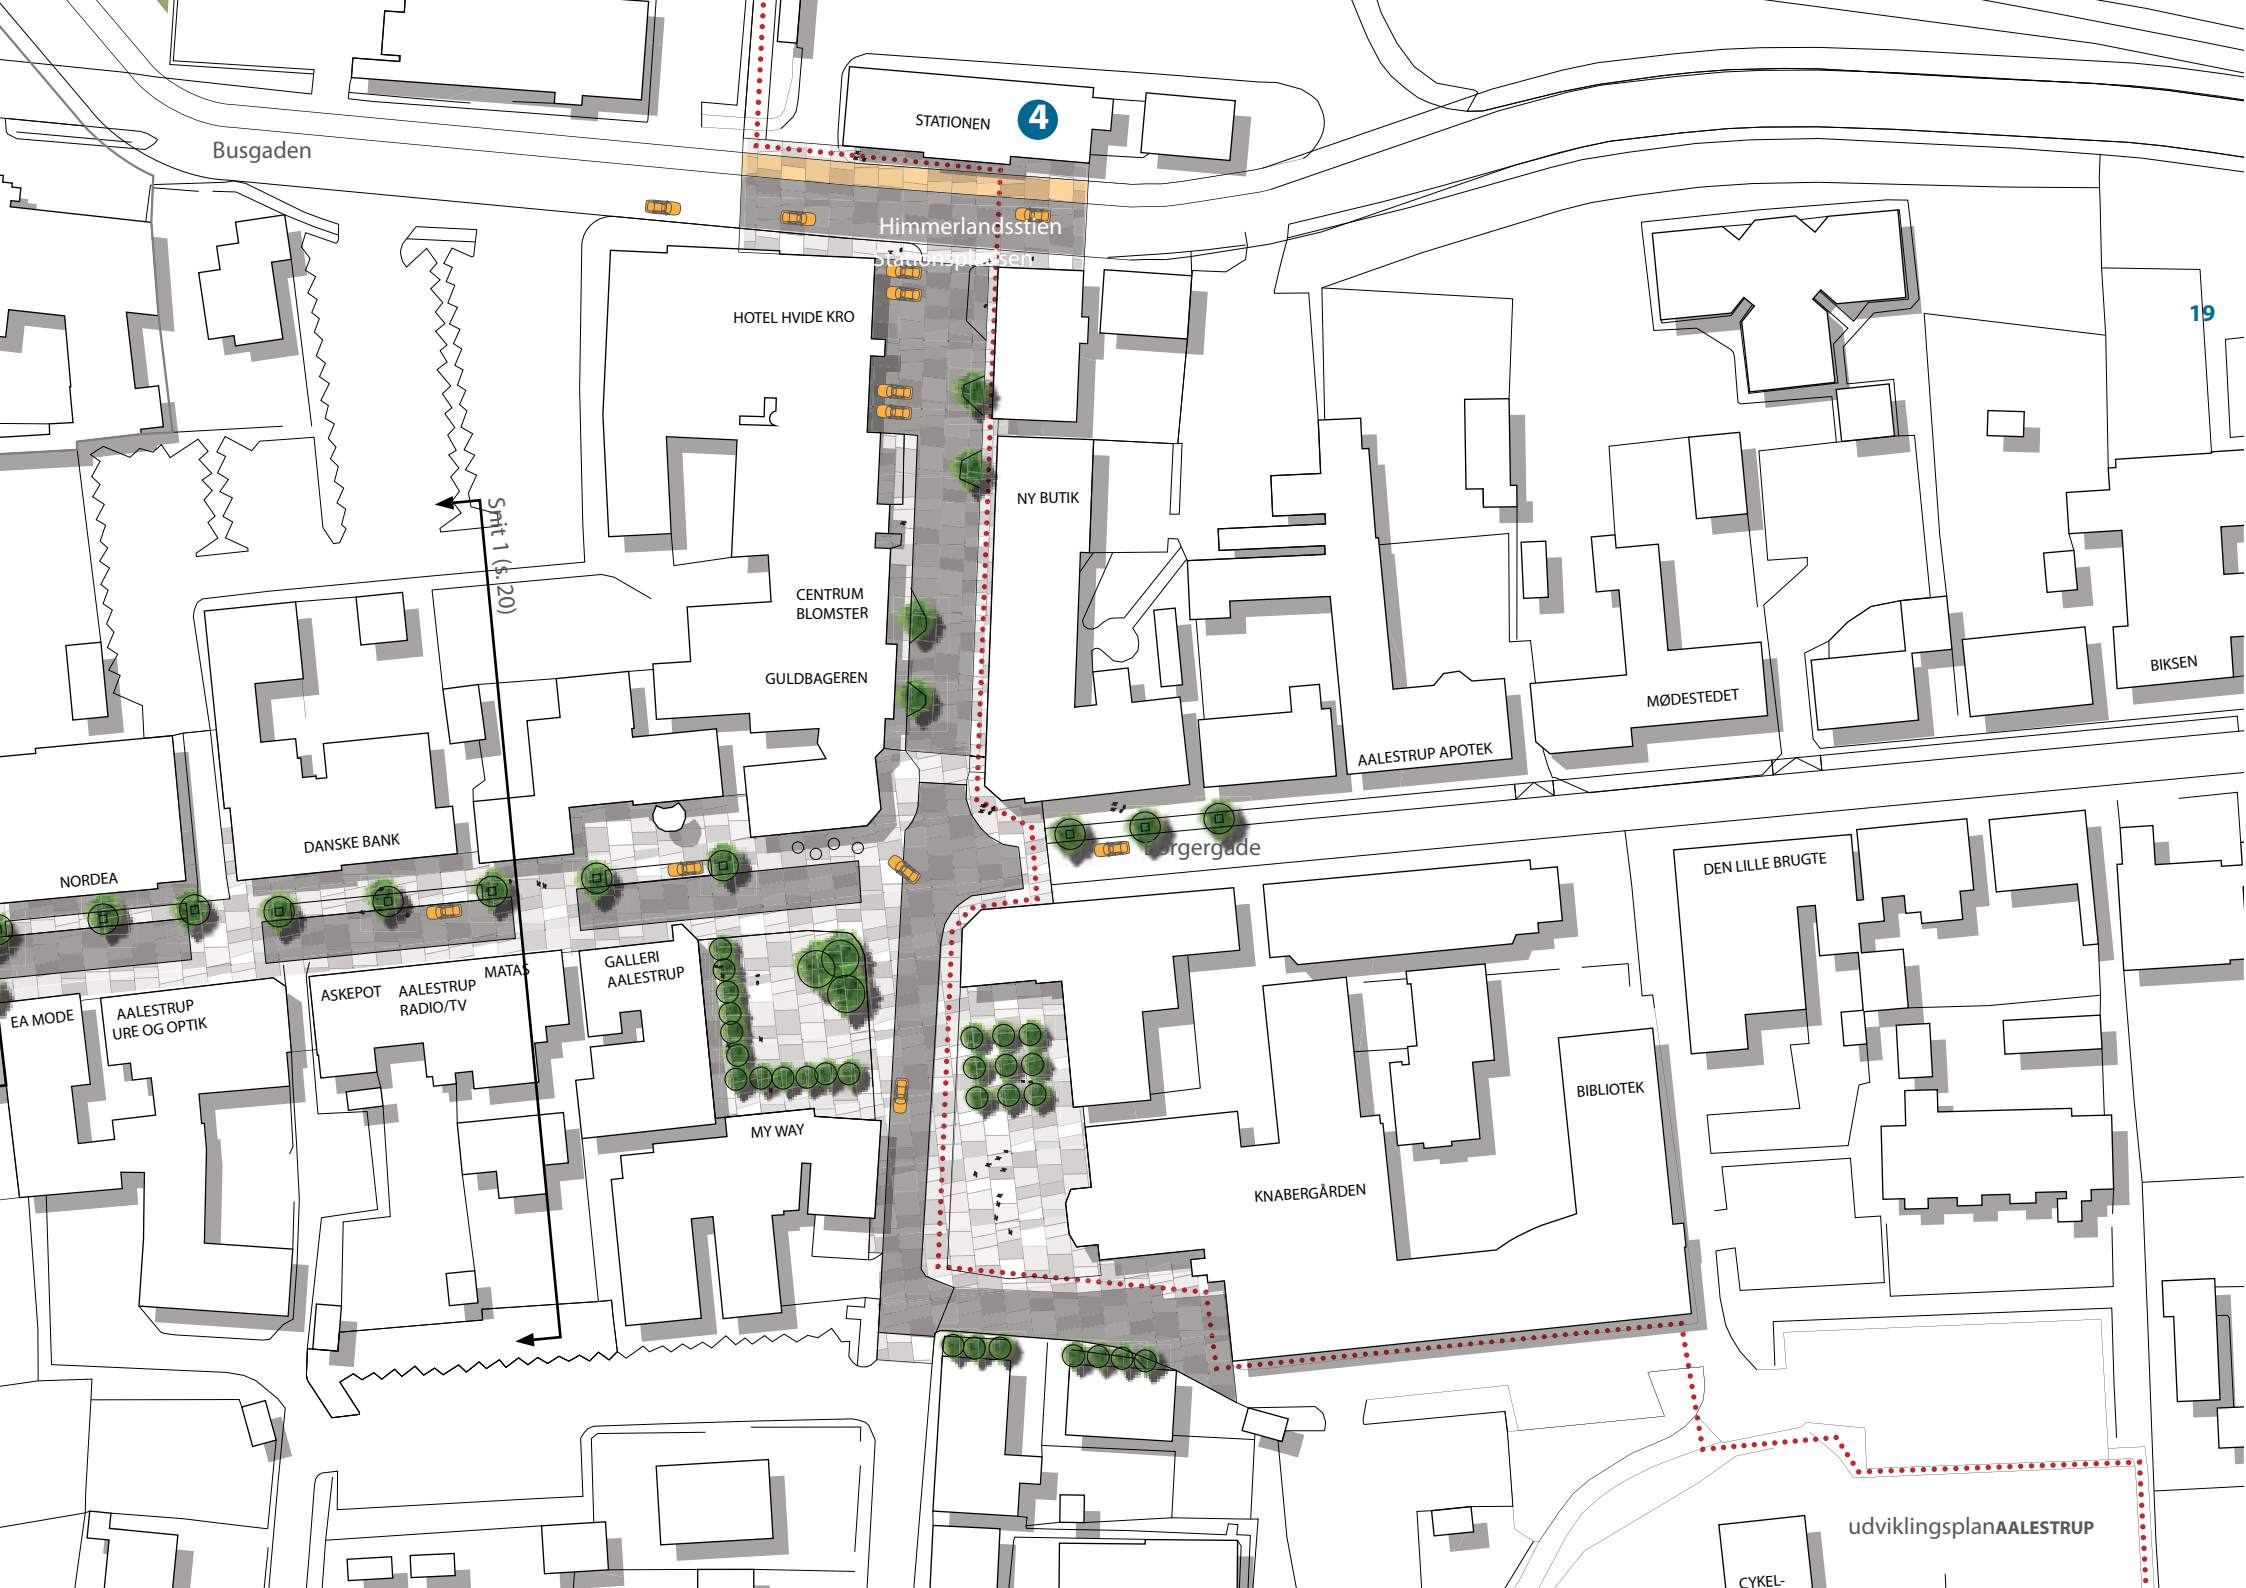 STATIONEN
4
Busgaden
Himmerlandsstien
Stationspladsen
HOTEL HVIDE KRO
19
NY BUTIK
Snit 1 (s. 20)
CENTRUM
BLOMSTER
GULDBAGEREN
BIKSEN
MØDESTEDET
AALESTRUP APOTEK
DANSKE BANK
Borgergade
DEN LILLE BRUGTE
NORDEA
GALLERI
AALESTRUP
MATAS
ASKEPOT
AALESTRUP
RADIO/TV
EA MODE
AALESTRUP
URE OG OPTIK
MY WAY
BIBLIOTEK
KNABERGÅRDEN
udviklingsplanAALESTRUP
CYKEL-